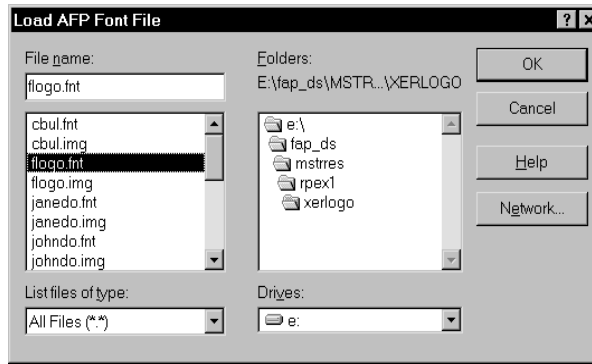 Load AFP Font File
File name:
flogo.fnt
cbul.fnt
cbul.img
flogo.fnt
flogo.img
janedo.fnt
janedo.img
johndo.fnt
johndo.img
List files of type:
All Files (*.*)
Folders:
E:\fap_ds\MSTR...\XERLOGO
e:\
fap_ds
mstrres
rpex1
xerlogo
Drives:
e:
OK
Cancel
Help
Network...